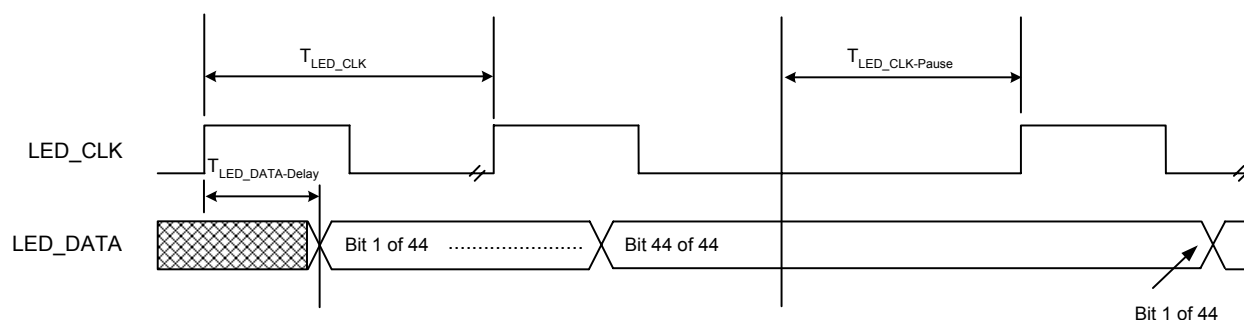 T_LED_CLK
T_LED_CLK-Pause
LED_CLK
T_LED_DATA-Delay
LED_DATA
Bit 1 of 44 ........................ Bit 44 of 44
Bit 1 of 44